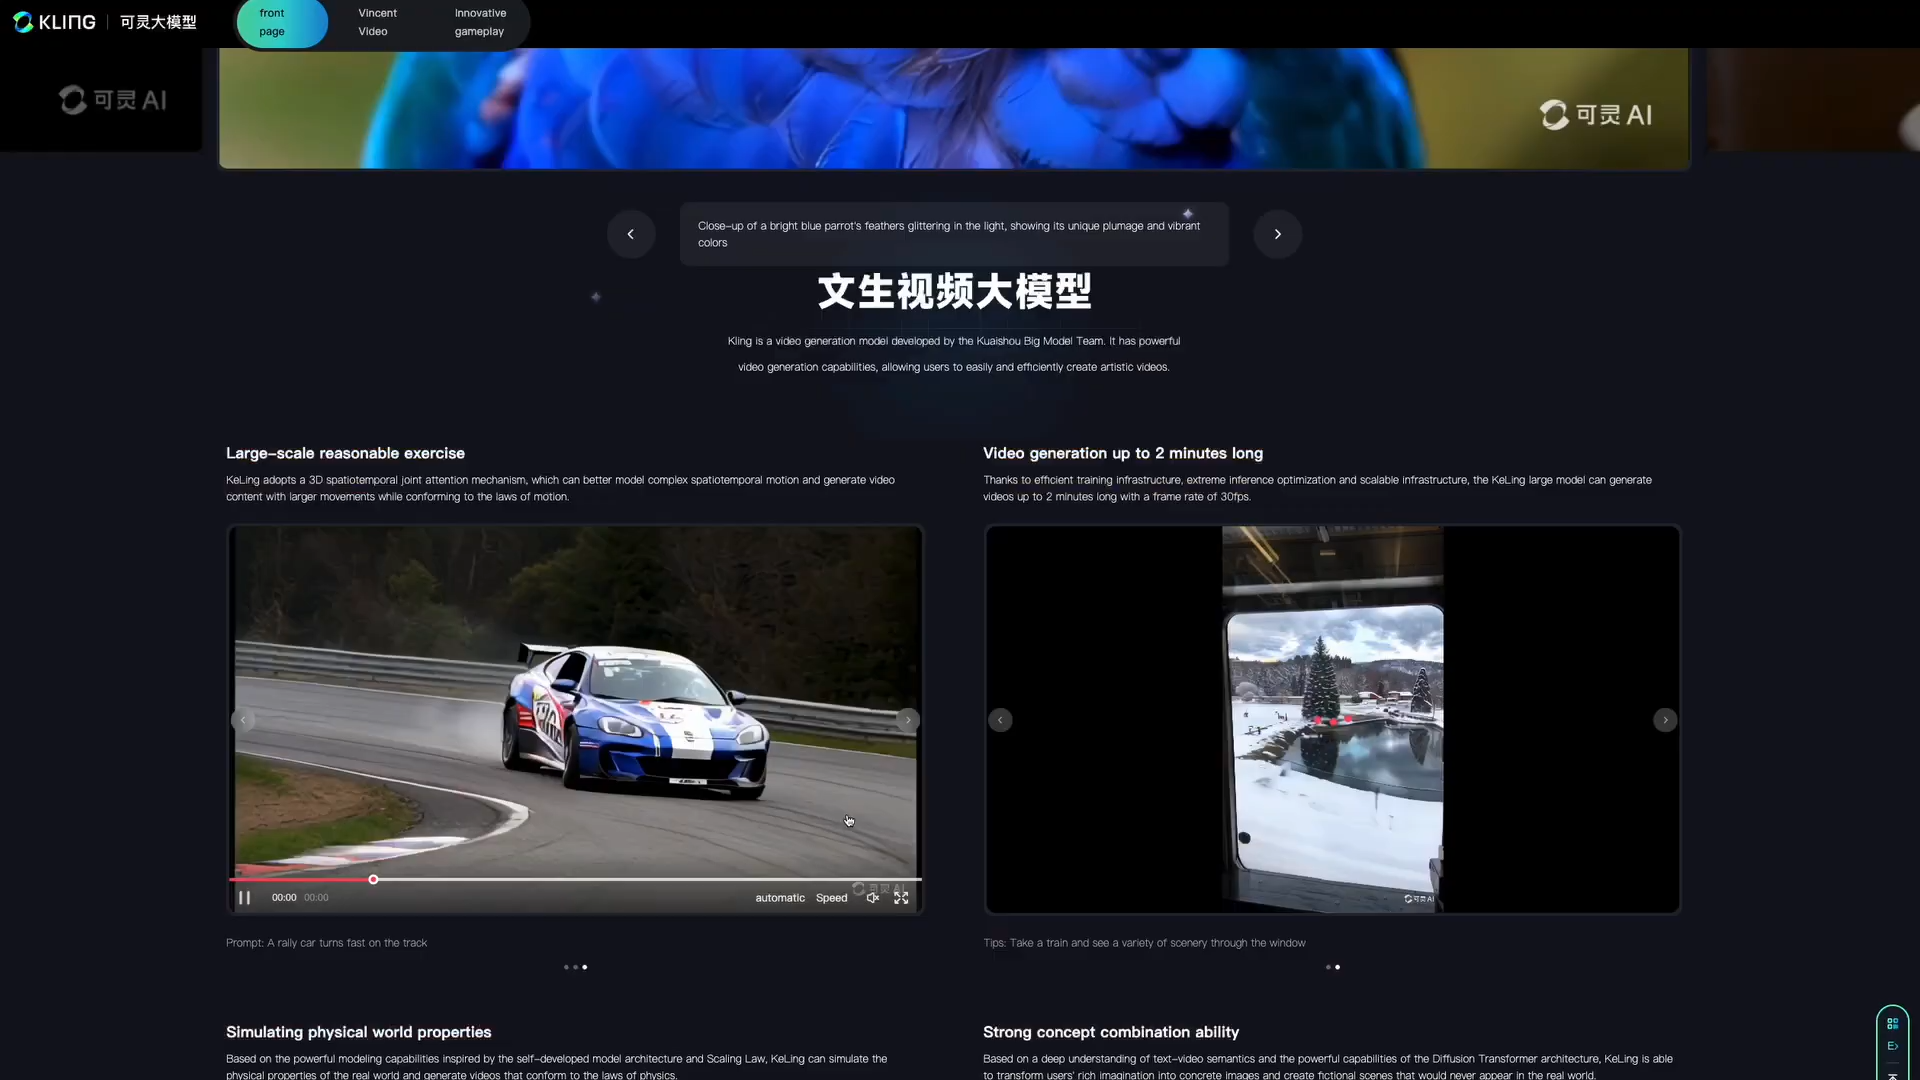 KLING 可灵大模型
front
page
Vincent
Video
Innovative
gameplay
可灵 AI
可灵 AI
Close-up of a bright blue parrot's feathers glittering in the light, showing its unique plumage and vibrant
colors
文生视频大模型
Kling is a video generation model developed by the Kuaishou Big Model Team. It has powerful
video generation capabilities, allowing users to easily and efficiently create artistic videos.
Large-scale reasonable exercise
KeLing adopts a 3D spatiotemporal joint attention mechanism, which can better model complex spatiotemporal motion and generate video
content with larger movements while conforming to the laws of motion.
00:00 00:00
automatic Speed
可灵 AI
Prompt: A rally car turns fast on the track
Video generation up to 2 minutes long
Thanks to efficient training infrastructure, extreme inference optimization and scalable infrastructure, the KeLing large model can generate
videos up to 2 minutes long with a frame rate of 30fps.
可灵 AI
Tips: Take a train and see a variety of scenery through the window
Simulating physical world properties
Based on the powerful modeling capabilities inspired by the self-developed model architecture and Scaling Law, KeLing can simulate the
physical properties of the real world and generate videos that conform to the laws of physics.
Strong concept combination ability
Based on a deep understanding of text-video semantics and the powerful capabilities of the Diffusion Transformer architecture, KeLing is able
to transform users' rich imagination into concrete images and create fictional scenes that would never appear in the real world.